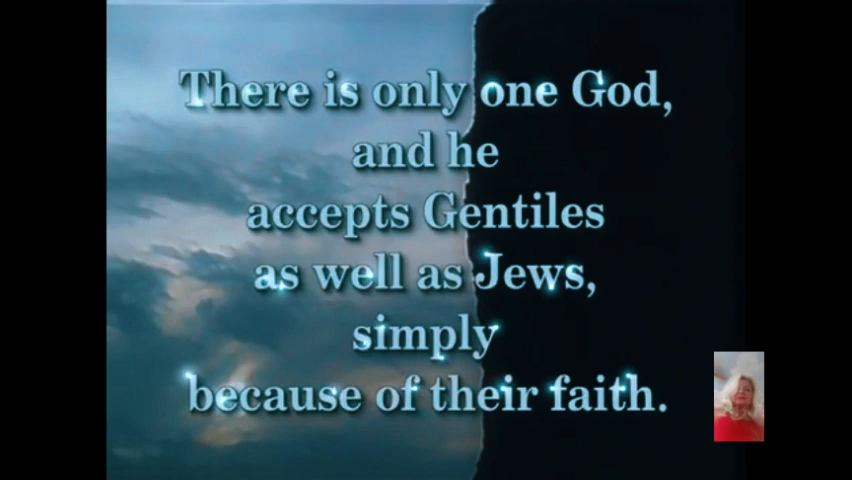 There is only one God,
and he
accepts Gentiles
as well as Jews,
simply
because of their faith.